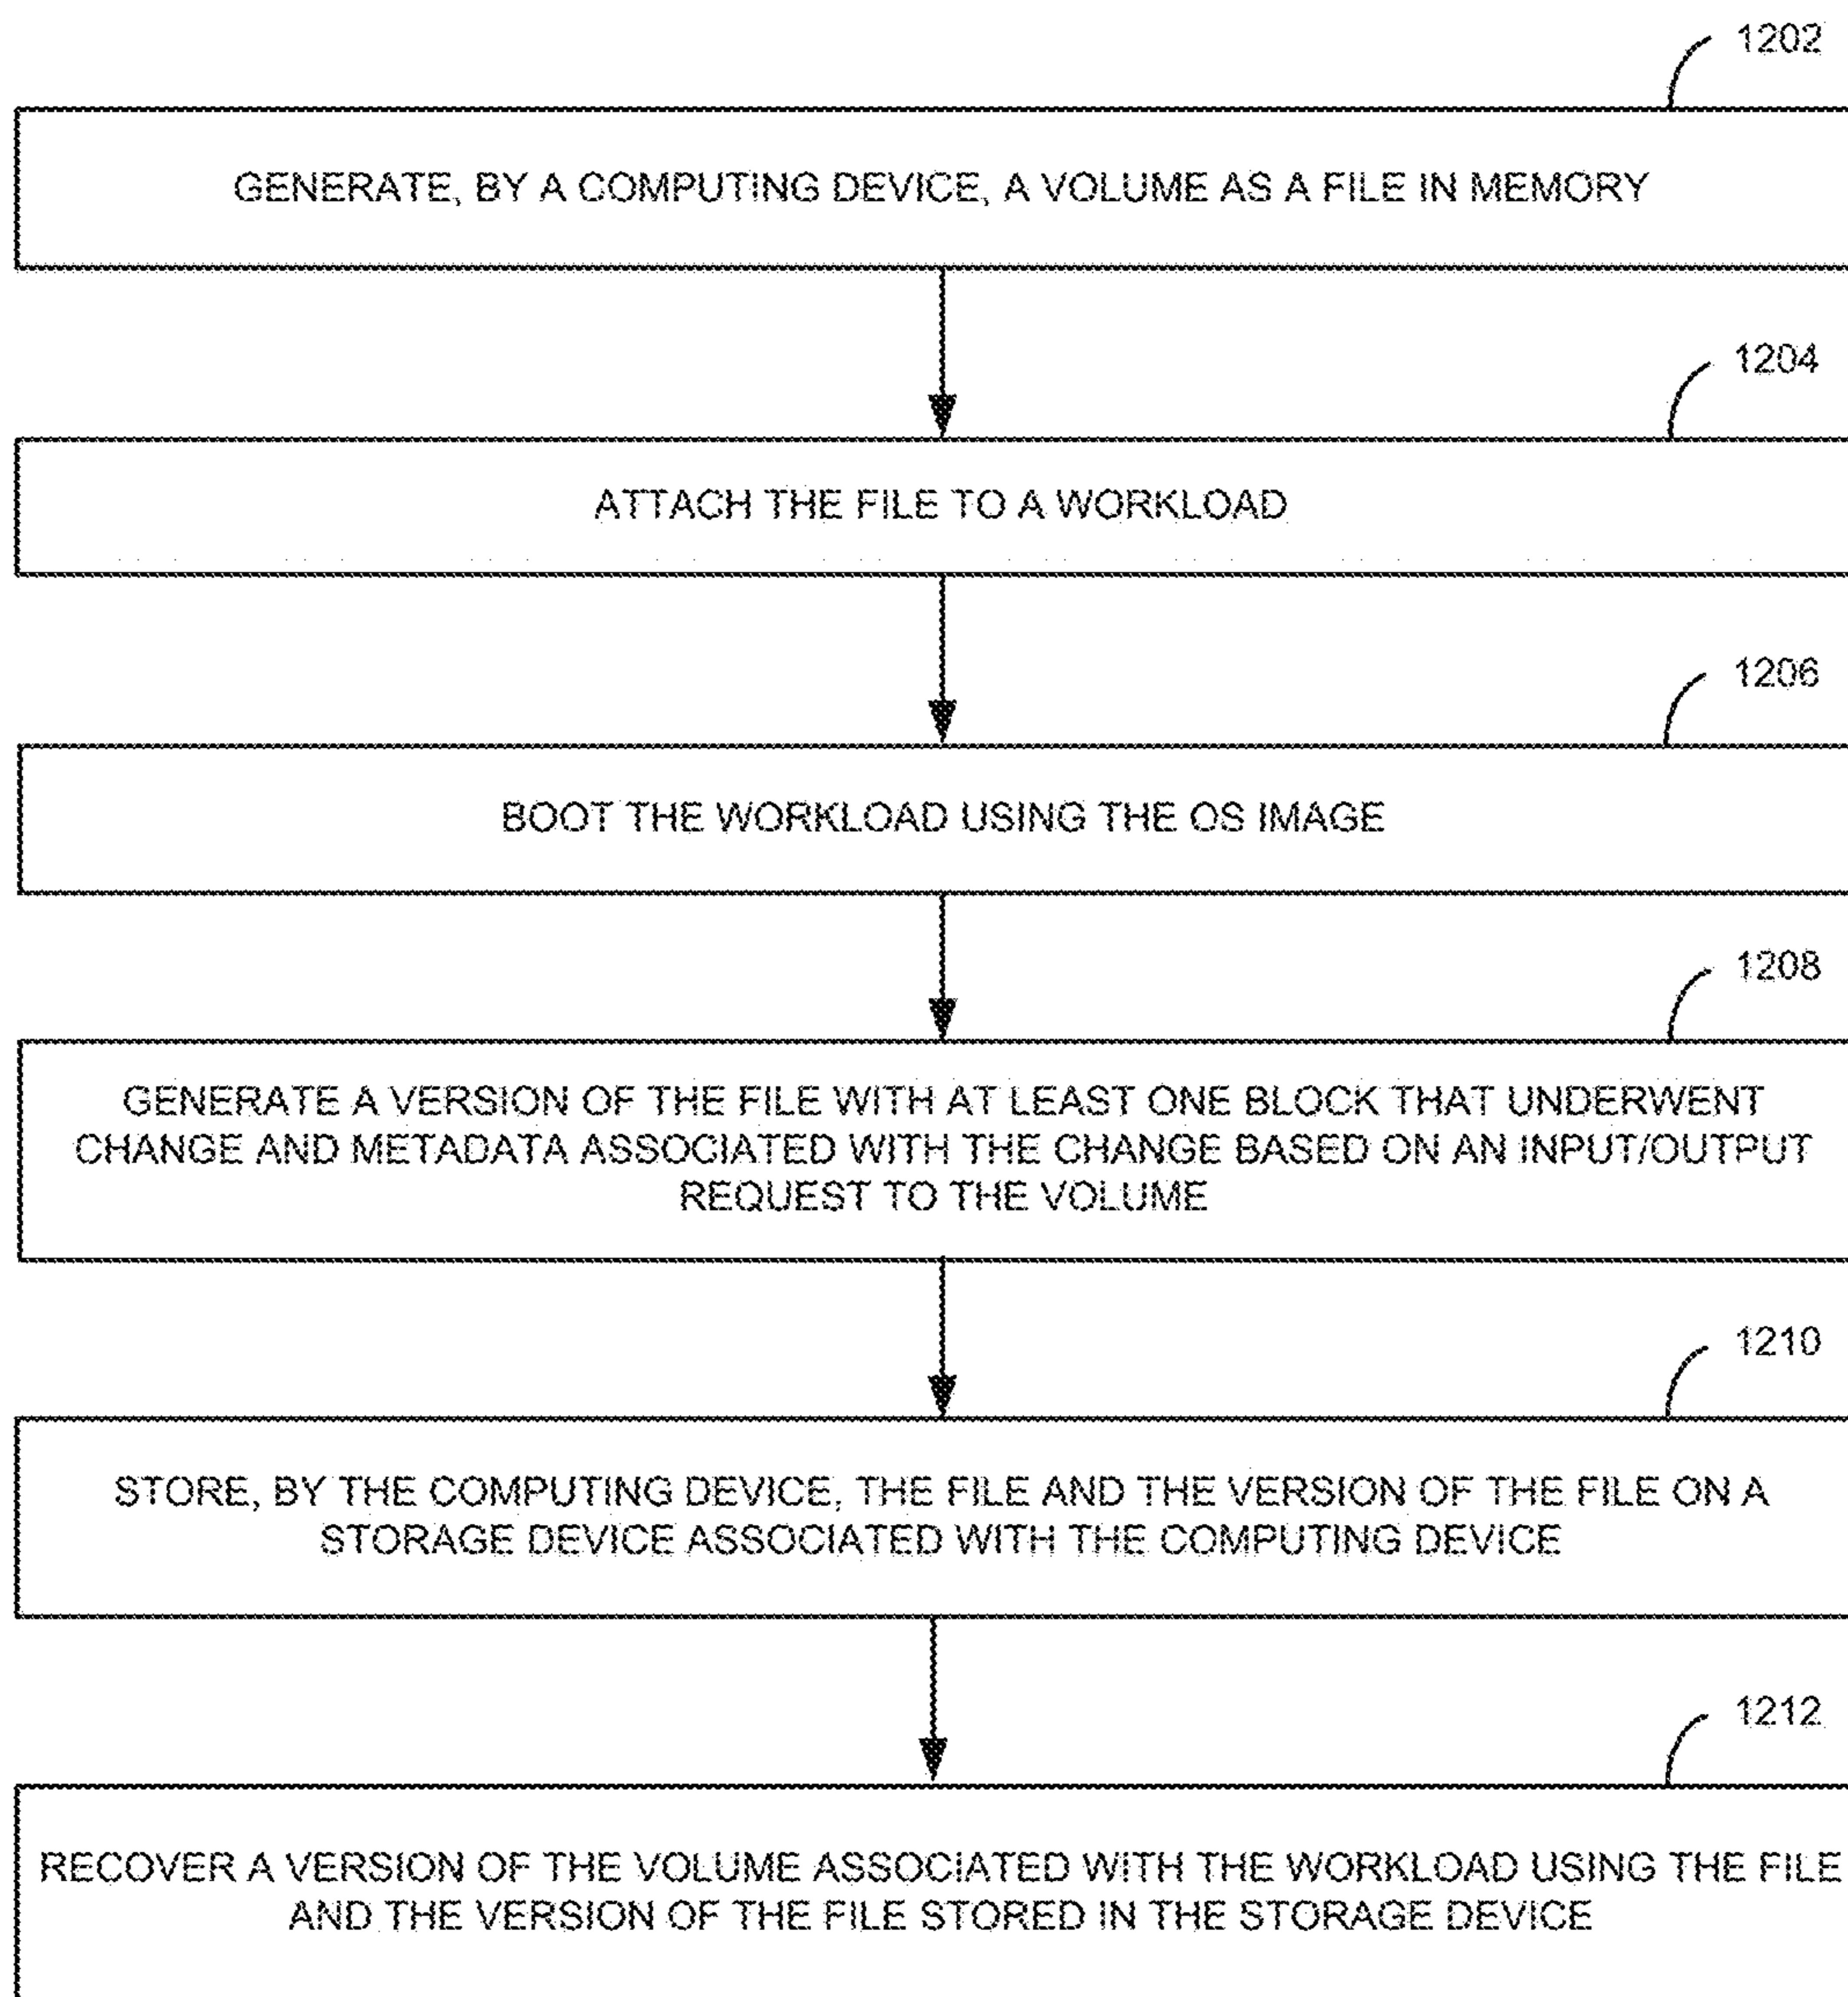 1202
GENERATE, BY A COMPUTING DEVICE, A VOLUME AS A FILE IN MEMORY
1204
ATTACH THE FILE TO A WORKLOAD
1206
BOOT THE WORKLOAD USING THE OS IMAGE
1208
GENERATE A VERSION OF THE FILE WITH AT LEAST ONE BLOCK THAT UNDERWENT
CHANGE AND METADATA ASSOCIATED WITH THE CHANGE BASED ON AN INPUT/OUTPUT
REQUEST TO THE VOLUME
1210
STORE, BY THE COMPUTING DEVICE, THE FILE AND THE VERSION OF THE FILE ON A
STORAGE DEVICE ASSOCIATED WITH THE COMPUTING DEVICE
1212
RECOVER A VERSION OF THE VOLUME ASSOCIATED WITH THE WORKLOAD USING THE FILE
AND THE VERSION OF THE FILE STORED IN THE STORAGE DEVICE